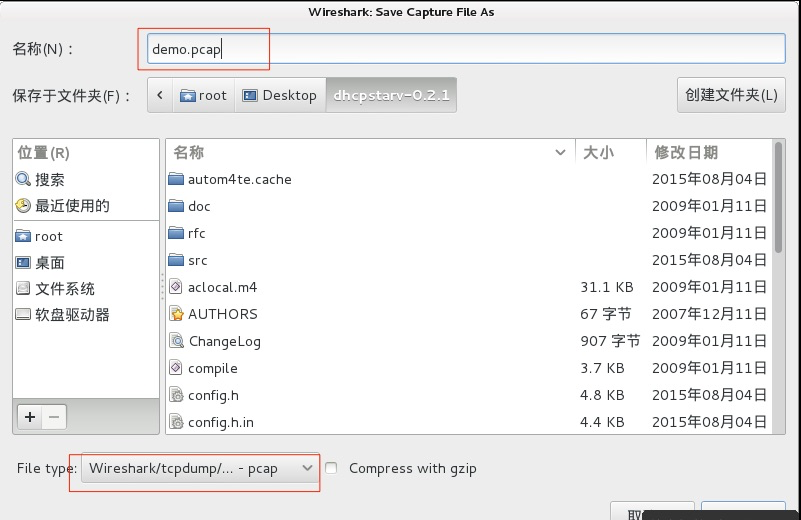 Wireshark: Save Capture File As
名称(N)： demo.pcap
保存于文件夹(F)： root Desktop dhcpstarv-0.2.1 创建文件夹(L)
位置(R)
搜索
最近使用的
root
桌面
文件系统
软盘驱动器
名称 大小 修改日期
autom4te.cache 2015年08月04日
doc 2009年01月11日
rfc 2009年01月11日
src 2015年08月04日
aclocal.m4 31.1 KB 2009年01月11日
AUTHORS 67 字节 2007年12月11日
ChangeLog 907 字节 2009年01月11日
compile 3.7 KB 2009年01月11日
config.h 4.8 KB 2015年08月04日
config.h.in 4.4 KB 2015年08月04日
File type: Wireshark/tcpdump/... - pcap Compress with gzip